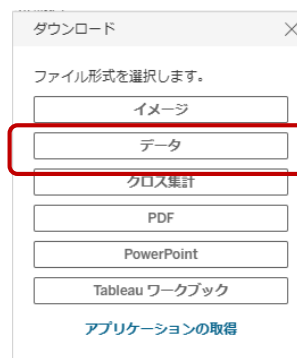 ダウンロード
ファイル形式を選択します。
イメージ
データ
クロス集計
PDF
PowerPoint
Tableau ワークブック
アプリケーションの取得